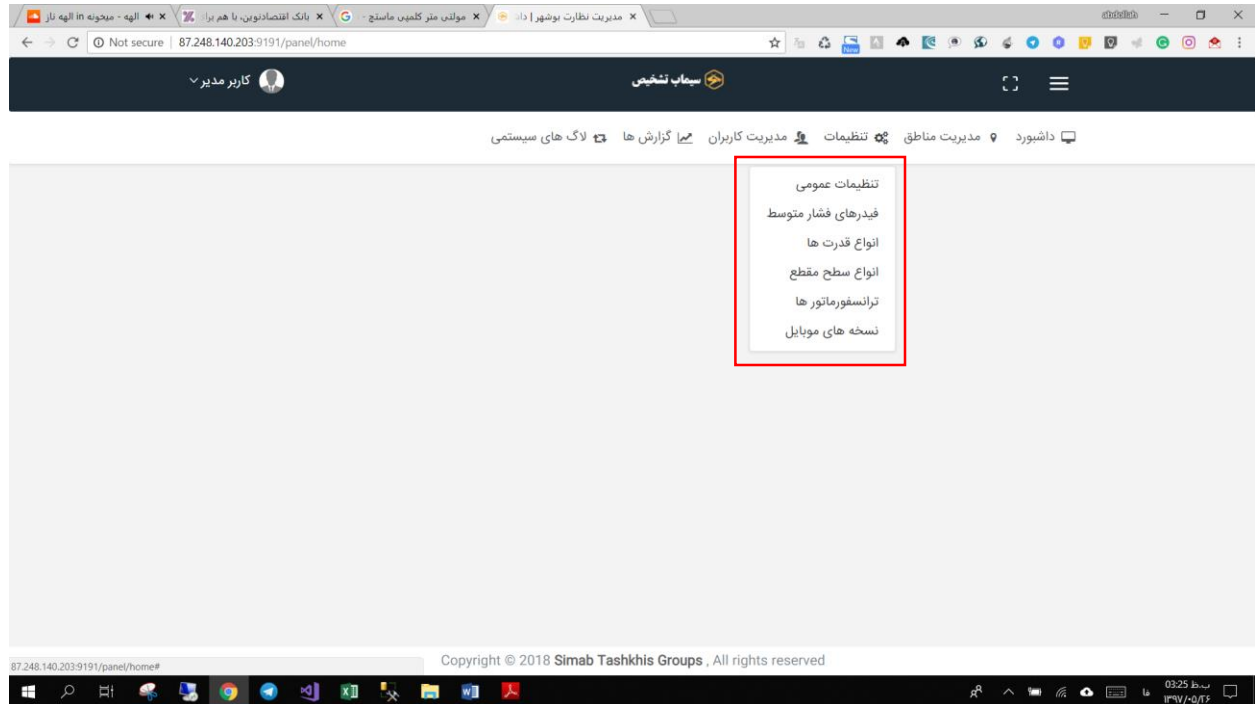 مدیریت نظارت بوشهر | دا
مولتی متر کلمپی ماستچ -
بانک اقتصادنوین، با هم برا
الهه - میخونه in الهه ناز
Not secure | 87.248.140.203:9191/panel/home
New
سیماب تشخیص
کاربر مدیر
داشبورد
مدیریت مناطق
تنظیمات
مدیریت کاربران
گزارش ها
لاگ های سیستمی
تنظیمات عمومی
فیدرهای فشار متوسط
انواع قدرت ها
انواع سطح مقطع
ترانسفورماتور ها
نسخه های موبایل
Copyright © 2018 Simab Tashkhis Groups , All rights reserved
87.248.140.203:9191/panel/home#
فا
03:25 ب.ظ
۱۳۹۷/۰۵/۲۶